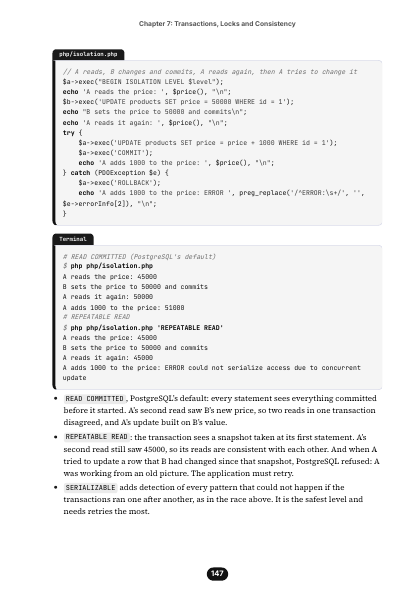 Chapter 7: Transactions, Locks and Consistency
php/isolation.php
// A reads, B changes and commits, A reads again, then A tries to change it
$a->exec("BEGIN ISOLATION LEVEL $level");
echo 'A reads the price: ', $price(), "\n";
$b->exec('UPDATE products SET price = 50000 WHERE id = 1');
echo "B sets the price to 50000 and commits\n";
echo 'A reads it again: ', $price(), "\n";
try {
    $a->exec('UPDATE products SET price = price + 1000 WHERE id = 1');
    $a->exec('COMMIT');
    echo 'A adds 1000 to the price: ', $price(), "\n";
} catch (PDOException $e) {
    $a->exec('ROLLBACK');
    echo 'A adds 1000 to the price: ERROR ', preg_replace('/^ERROR:\s+/', '',
$e->errorInfo[2]), "\n";
}
Terminal
# READ COMMITTED (PostgreSQL's default)
$ php php/isolation.php
A reads the price: 45000
B sets the price to 50000 and commits
A reads it again: 50000
A adds 1000 to the price: 51000
# REPEATABLE READ
$ php php/isolation.php 'REPEATABLE READ'
A reads the price: 45000
B sets the price to 50000 and commits
A reads it again: 45000
A adds 1000 to the price: ERROR could not serialize access due to concurrent
update
• READ COMMITTED, PostgreSQL's default: every statement sees everything committed
before it started. A's second read saw B's new price, so two reads in one transaction
disagreed, and A's update built on B's value.
• REPEATABLE READ: the transaction sees a snapshot taken at its first statement. A's
second read still saw 45000, so its reads are consistent with each other. And when A
tried to update a row that B had changed since that snapshot, PostgreSQL refused: A
was working from an old picture. The application must retry.
• SERIALIZABLE adds detection of every pattern that could not happen if the
transactions ran one after another, as in the race above. It is the safest level and
needs retries the most.
147